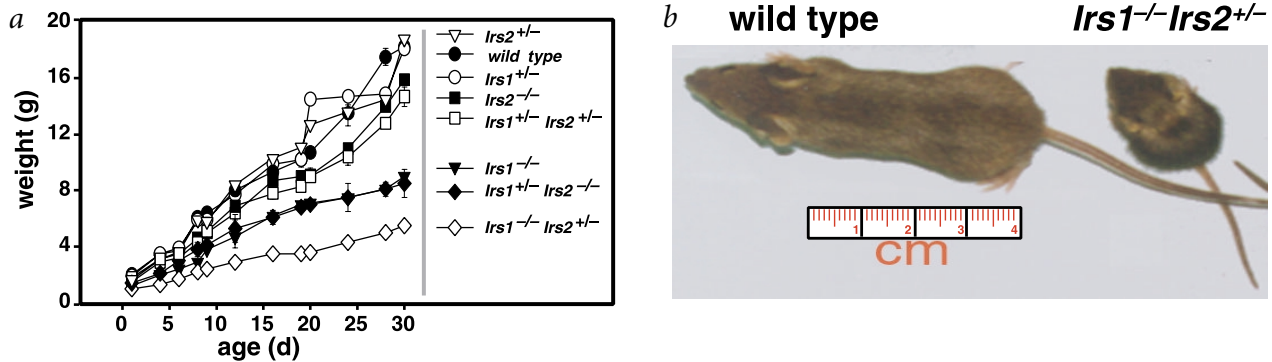 a
weight (g)
20
16
12
8
4
0
0 5 10 15 20 25 30
age (d)
Irs2+/–
wild type
Irs1+/–
Irs2–/–
Irs1+/– Irs2+/–
Irs1–/–
Irs1+/– Irs2–/–
Irs1–/– Irs2+/–
b
wild type Irs1–/–Irs2+/–
1 2 3 4
cm